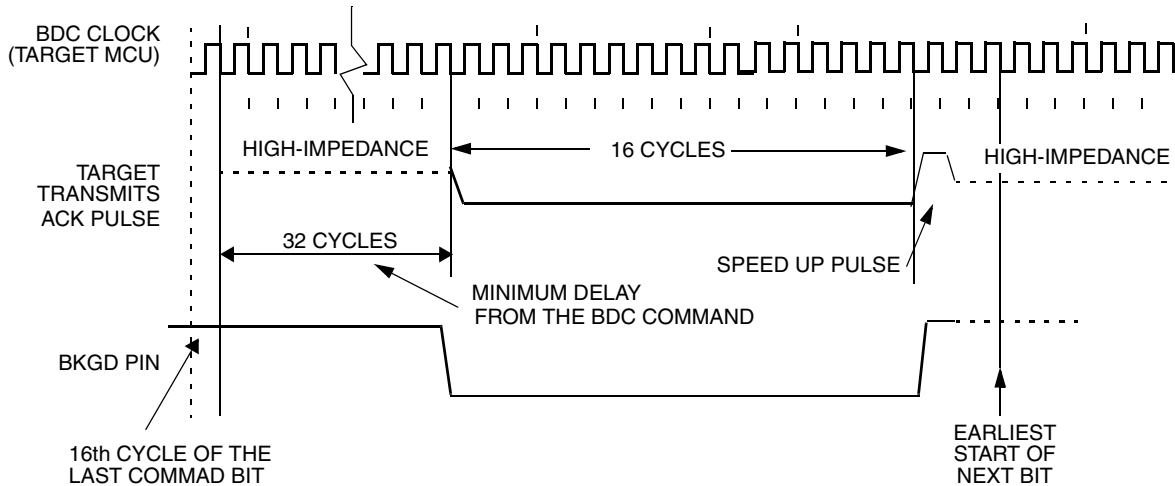 BDC CLOCK
(TARGET MCU)
HIGH-IMPEDANCE
16 CYCLES
HIGH-IMPEDANCE
TARGET
TRANSMITS
ACK PULSE
32 CYCLES
SPEED UP PULSE
MINIMUM DELAY
FROM THE BDC COMMAND
BKGD PIN
16th CYCLE OF THE
LAST COMMAD BIT
EARLIEST
START OF
NEXT BIT